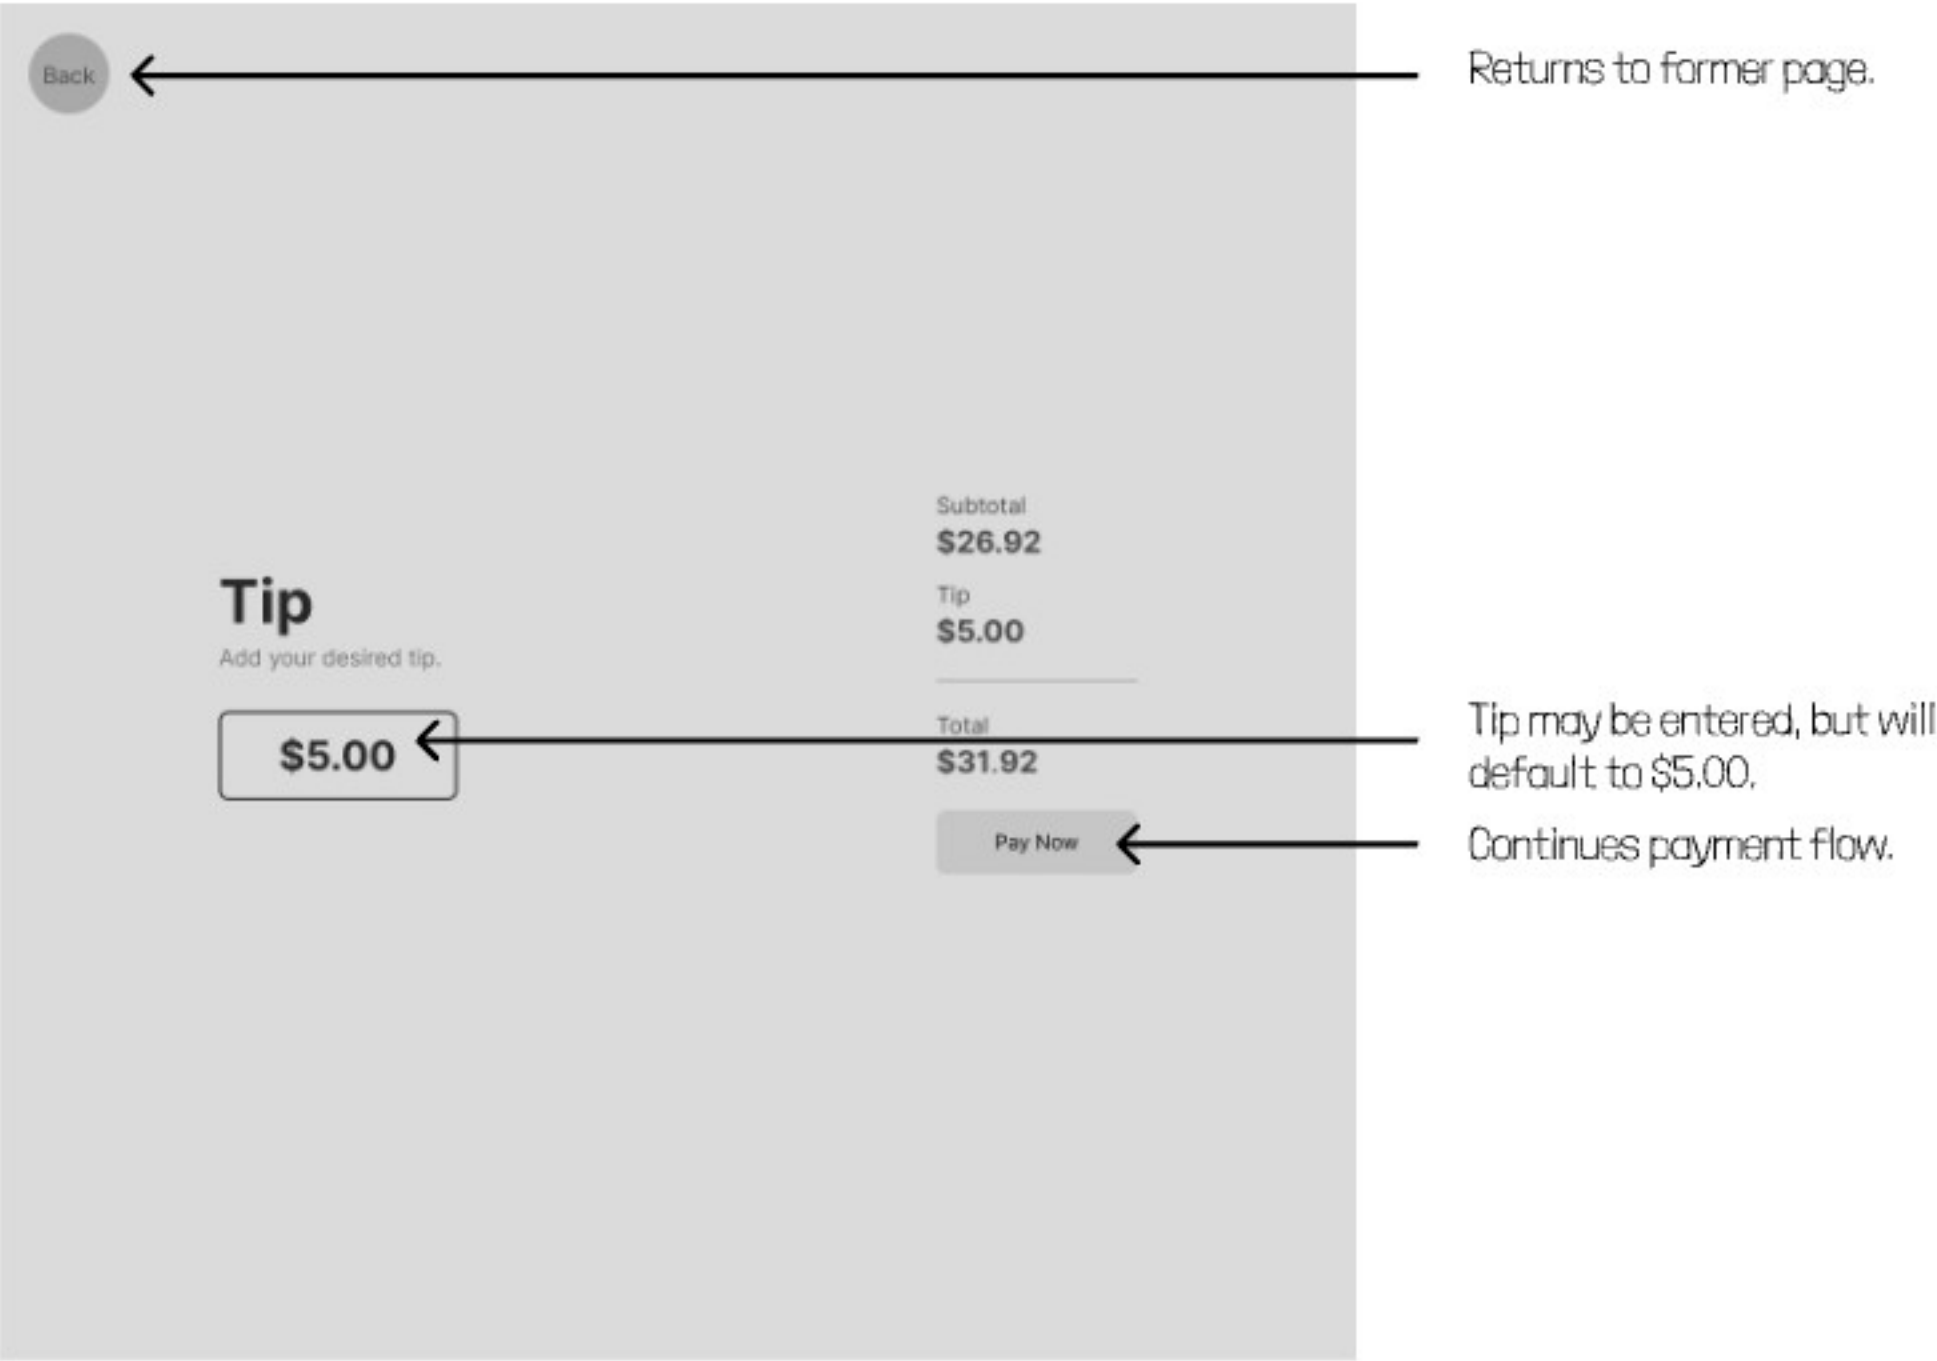 Back
Returns to former page.
Subtotal
$26.92
Tip
$5.00
Tip
Add your desired tip.
$5.00
Total
$31.92
Pay Now
Tip may be entered, but will
default to $5.00.
Continues payment flow.